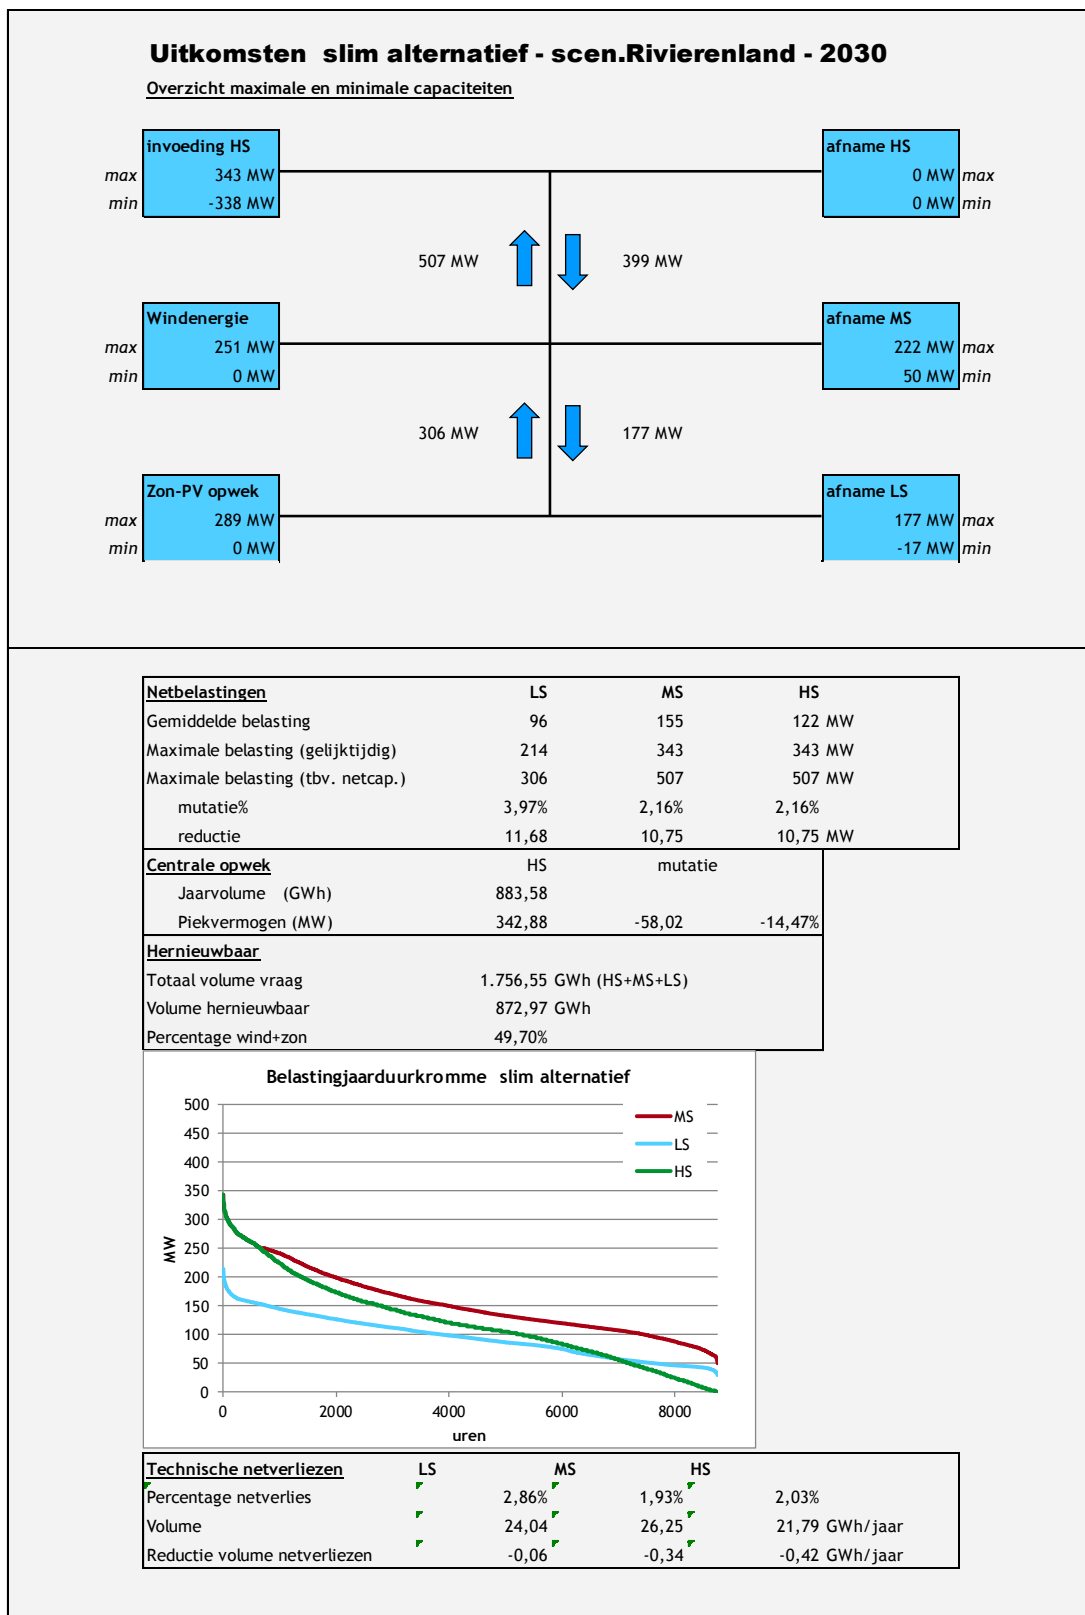 Uitkomsten slim alternatief - scen.Rivierenland - 2030
Overzicht maximale en minimale capaciteiten
invoeding HS afname HS
max 343 MW 0 MW max
min -338 MW 0 MW min
507 MW 399 MW
Windenergie afname MS
max 251 MW 222 MW max
min 0 MW 50 MW min
306 MW 177 MW
Zon-PV opwek afname LS
max 289 MW 177 MW max
min 0 MW -17 MW min
Netbelastingen LS MS HS
Gemiddelde belasting 96 155 122 MW
Maximale belasting (gelijktijdig) 214 343 343 MW
Maximale belasting (tbv. netcap.) 306 507 507 MW
mutatie% 3,97% 2,16% 2,16%
reductie 11,68 10,75 10,75 MW
Centrale opwek HS mutatie
Jaarvolume (GWh) 883,58
Piekvermogen (MW) 342,88 -58,02 -14,47%
Hernieuwbaar
Totaal volume vraag 1.756,55 GWh (HS+MS+LS)
Volume hernieuwbaar 872,97 GWh
Percentage wind+zon 49,70%
Belastingjaarduurkromme slim alternatief
500
450
400
350
300
250
200
150
100
50
0
MW
MS
LS
HS
0 2000 4000 6000 8000
uren
Technische netverliezen LS MS HS
Percentage netverlies 2,86% 1,93% 2,03%
Volume 24,04 26,25 21,79 GWh/jaar
Reductie volume netverliezen -0,06 -0,34 -0,42 GWh/jaar